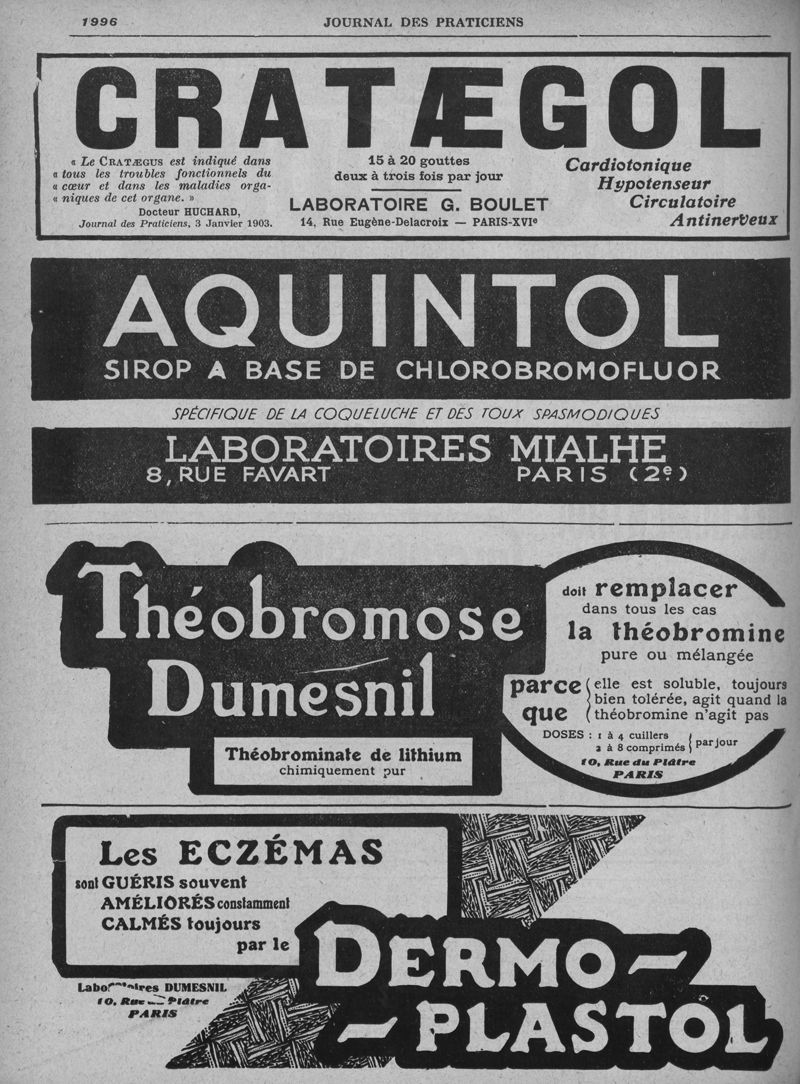 1996 JOURNAL DES PRATICIENS
CRATÆGOL
« Le CRATÆGUS est indiqué dans
« tous les troubles fonctionnels du
« cœur et dans les maladies orga-
« niques de cet organe. »
Docteur HUCHARD,
Journal des Praticiens, 3 Janvier 1903.
15 à 20 gouttes
deux à trois fois par jour
LABORATOIRE G. BOULET
14, Rue Eugène-Delacroix — PARIS-XVIe
Cardiotonique
Hypotenseur
Circulatoire
Antinerveux
AQUINTOL
SIROP A BASE DE CHLOROBROMOFLUOR
SPÉCIFIQUE DE LA COQUELUCHE ET DES TOUX SPASMODIQUES
LABORATOIRES MIALHE
8, RUE FAVART PARIS (2e)
Théobromose
Dumesnil
Théobrominate de lithium
chimiquement pur
doit remplacer
dans tous les cas
la théobromine
pure ou mélangée
parce que
elle est soluble, toujours
bien tolérée, agit quand la
théobromine n'agit pas
DOSES : 1 à 4 cuillers
2 à 8 comprimés } par jour
10, Rue du Plâtre
PARIS
Les ECZÉMAS
sont GUÉRIS souvent
AMÉLIORÉS constamment
CALMÉS toujours
par le
DERMO-
-PLASTOL
DUMESNIL
10, Rue Plâtre
PARIS